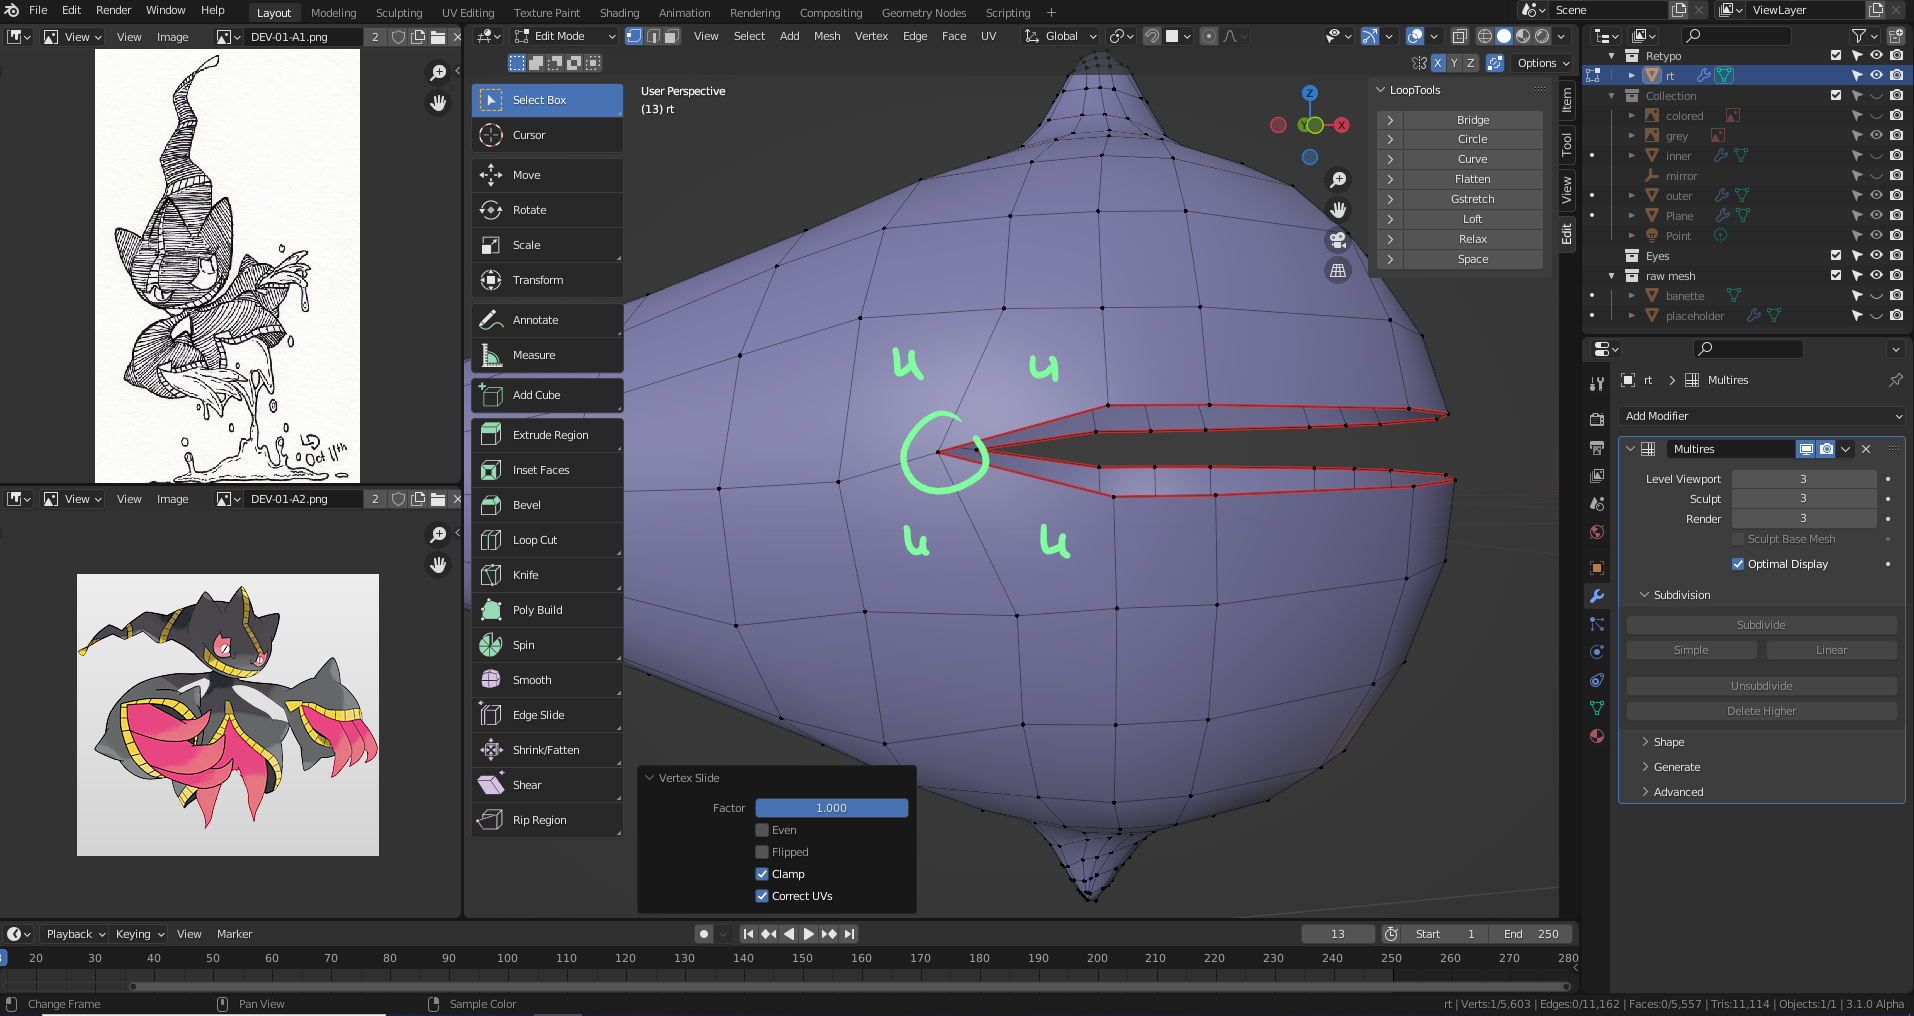 File Edit Render Window Help Layout Modeling Sculpting UV Editing Texture Paint Shading Animation Rendering Compositing Geometry Nodes Scripting + Scene ViewLayer
View View Image DEV-01-A1.png 2
Edit Mode View Select Add Mesh Vertex Edge Face UV Global
X Y Z Options
Select Box
Cursor
Move
Rotate
Scale
Transform
Annotate
Measure
Add Cube
Extrude Region
Inset Faces
Bevel
Loop Cut
Knife
Poly Build
Spin
Smooth
Edge Slide
Shrink/Fatten
Shear
Rip Region
User Perspective
(13) rt
Z
Y
X
LoopTools
Bridge
Circle
Curve
Flatten
Gstretch
Loft
Relax
Space
Item
Tool
View
Edit
4 4
4 4
Oct 11th
View View Image DEV-01-A2.png 2
Vertex Slide
Factor 1.000
Even
Flipped
Clamp
Correct UVs
Retypo
rt
Collection
colored
grey
inner
mirror
outer
Plane
Point
Eyes
raw mesh
banette
placeholder
rt > Multires
Add Modifier
Multires
Level Viewport 3
Sculpt 3
Render 3
Sculpt Base Mesh
Optimal Display
Subdivision
Subdivide
Simple Linear
Unsubdivide
Delete Higher
Shape
Generate
Advanced
Playback Keying View Marker 13 Start 1 End 250
20 30 40 50 60 70 80 90 100 110 120 130 140 150 160 170 180 190 200 210 220 230 240 250 260 270 280
Change Frame Pan View Sample Color rt | Verts:1/5,603 | Edges:0/11,162 | Faces:0/5,557 | Tris:11,114 | Objects:1/1 | 3.1.0 Alpha